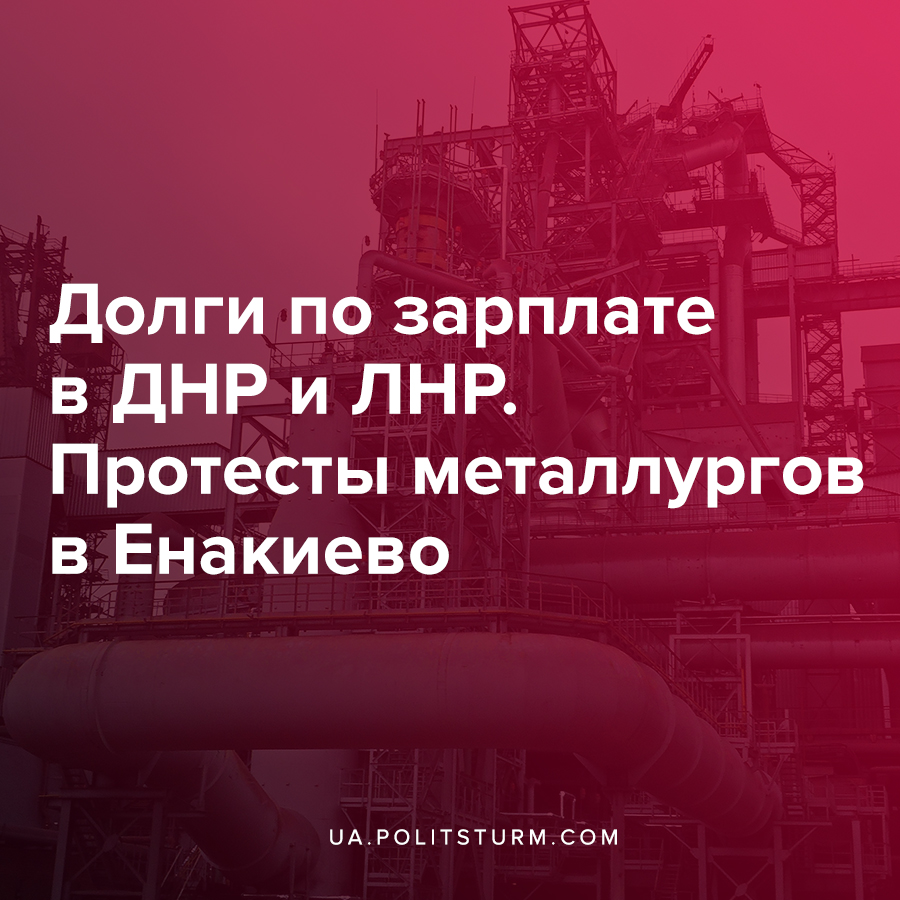 Долги по зарплате
в ДНР и ЛНР.
Протесты металлургов
в Енакиево
UA.POLITSTURM.COM